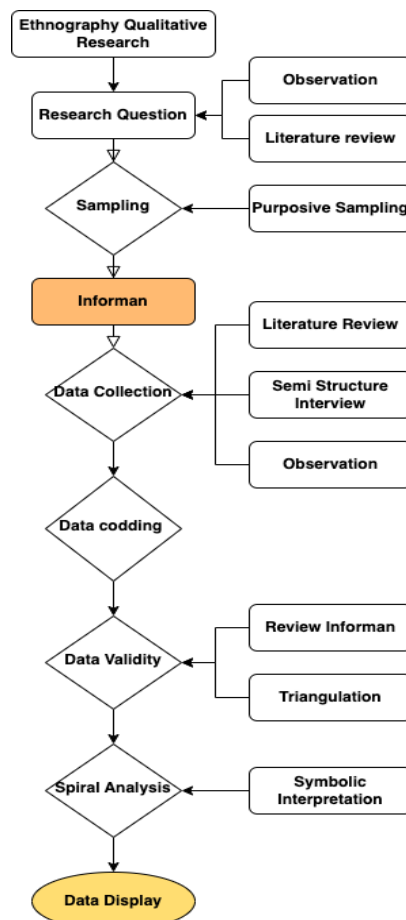 Ethnography Qualitative
Research
Observation
Research Question
Literature review
Sampling
Purposive Sampling
Informan
Literature Review
Data Collection
Semi Structure
Interview
Observation
Data codding
Review Informan
Data Validity
Triangulation
Spiral Analysis
Symbolic
Interpretation
Data Display